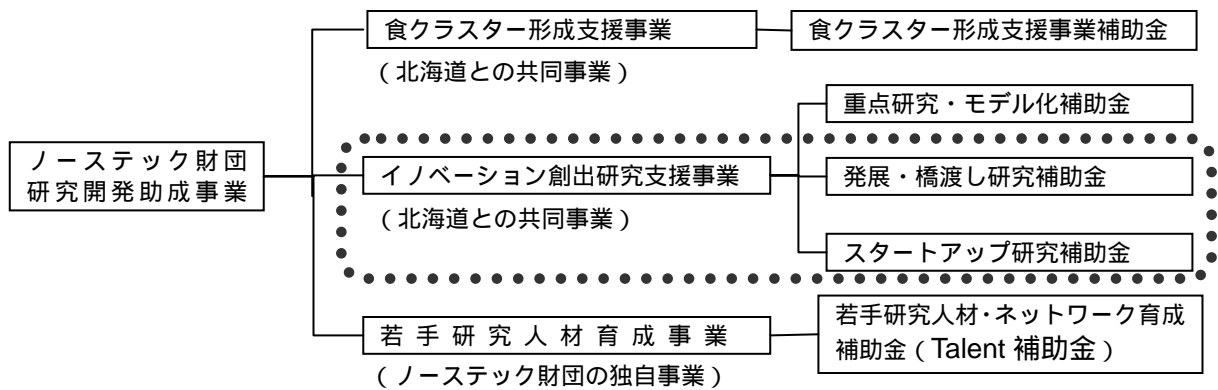 ノーステック財団
研究開発助成事業
食クラスター形成支援事業
(北海道との共同事業)
食クラスター形成支援事業補助金
イノベーション創出研究支援事業
(北海道との共同事業)
重点研究・モデル化補助金
発展・橋渡し研究補助金
スタートアップ研究補助金
若手研究人材育成事業
(ノーステック財団の独自事業)
若手研究人材・ネットワーク育成
補助金(Talent 補助金)